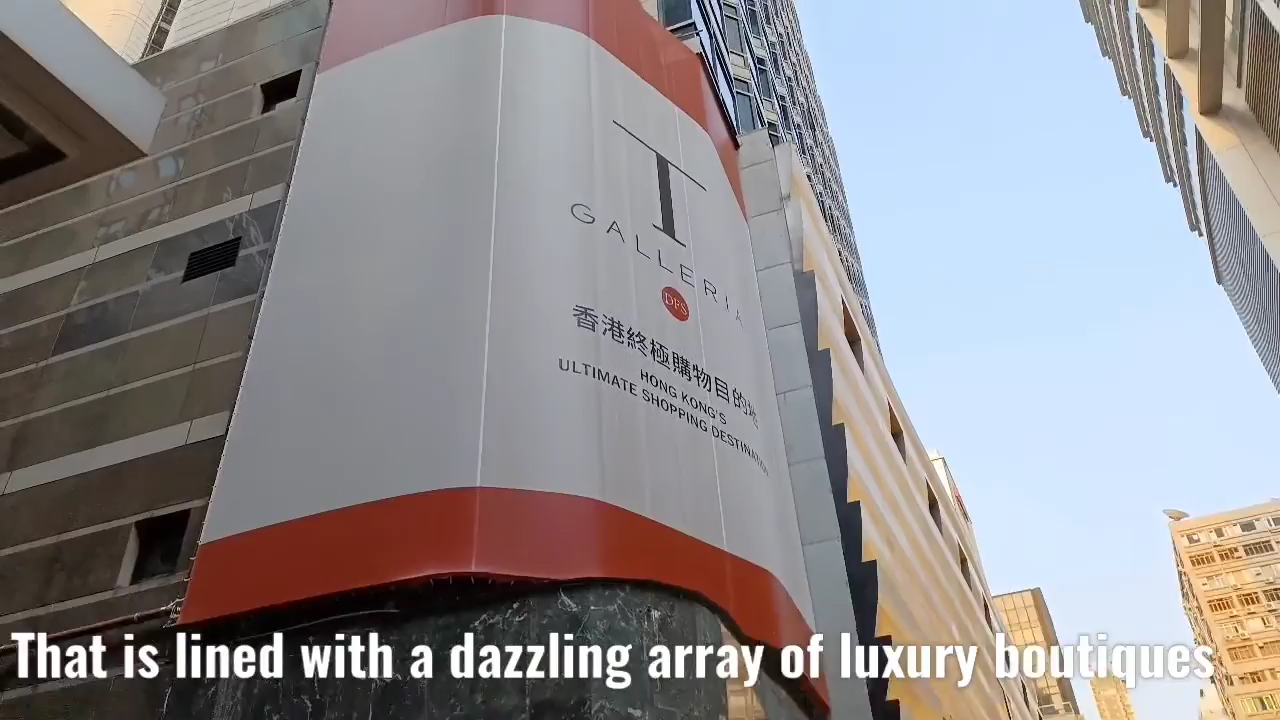 T
GALLERIA
DFS
香港終極購物目的地
HONG KONG'S
ULTIMATE SHOPPING DESTINATION
That is lined with a dazzling array of luxury boutiques